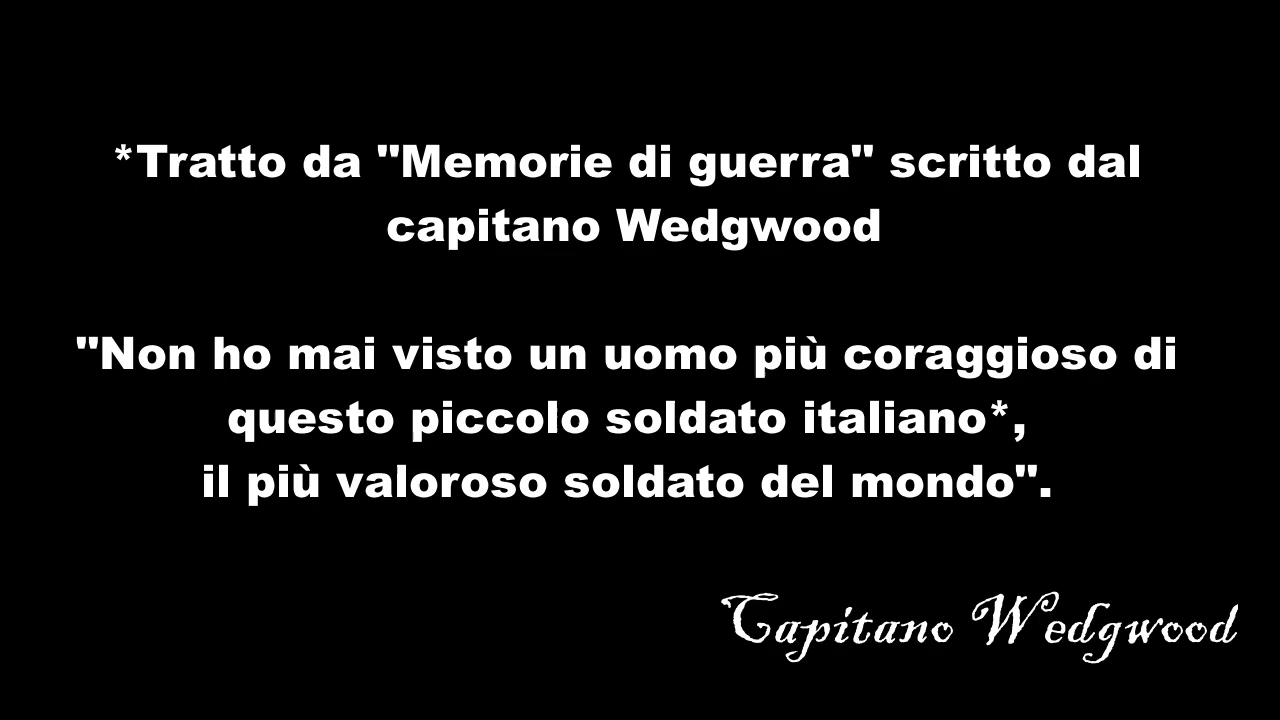 *Tratto da "Memorie di guerra" scritto dal
capitano Wedgwood
"Non ho mai visto un uomo più coraggioso di
questo piccolo soldato italiano*,
il più valoroso soldato del mondo".
Capitano Wedgwood